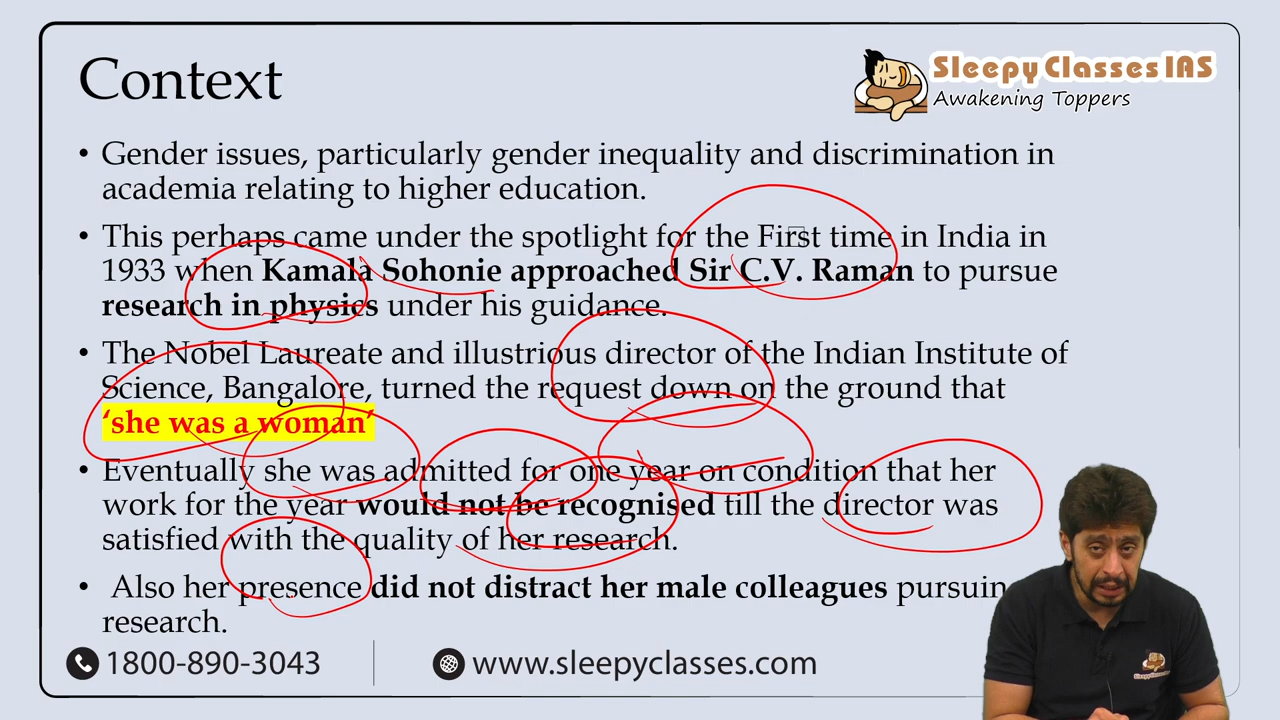 Context
Sleepy Classes IAS
Awakening Toppers
• Gender issues, particularly gender inequality and discrimination in
academia relating to higher education.
• This perhaps came under the spotlight for the First time in India in
1933 when Kamala Sohonie approached Sir C.V. Raman to pursue
research in physics under his guidance.
• The Nobel Laureate and illustrious director of the Indian Institute of
Science, Bangalore, turned the request down on the ground that
‘she was a woman’
• Eventually she was admitted for one year on condition that her
work for the year would not be recognised till the director was
satisfied with the quality of her research.
• Also her presence did not distract her male colleagues pursuin
research.
1800-890-3043
www.sleepyclasses.com
SleepyClasses